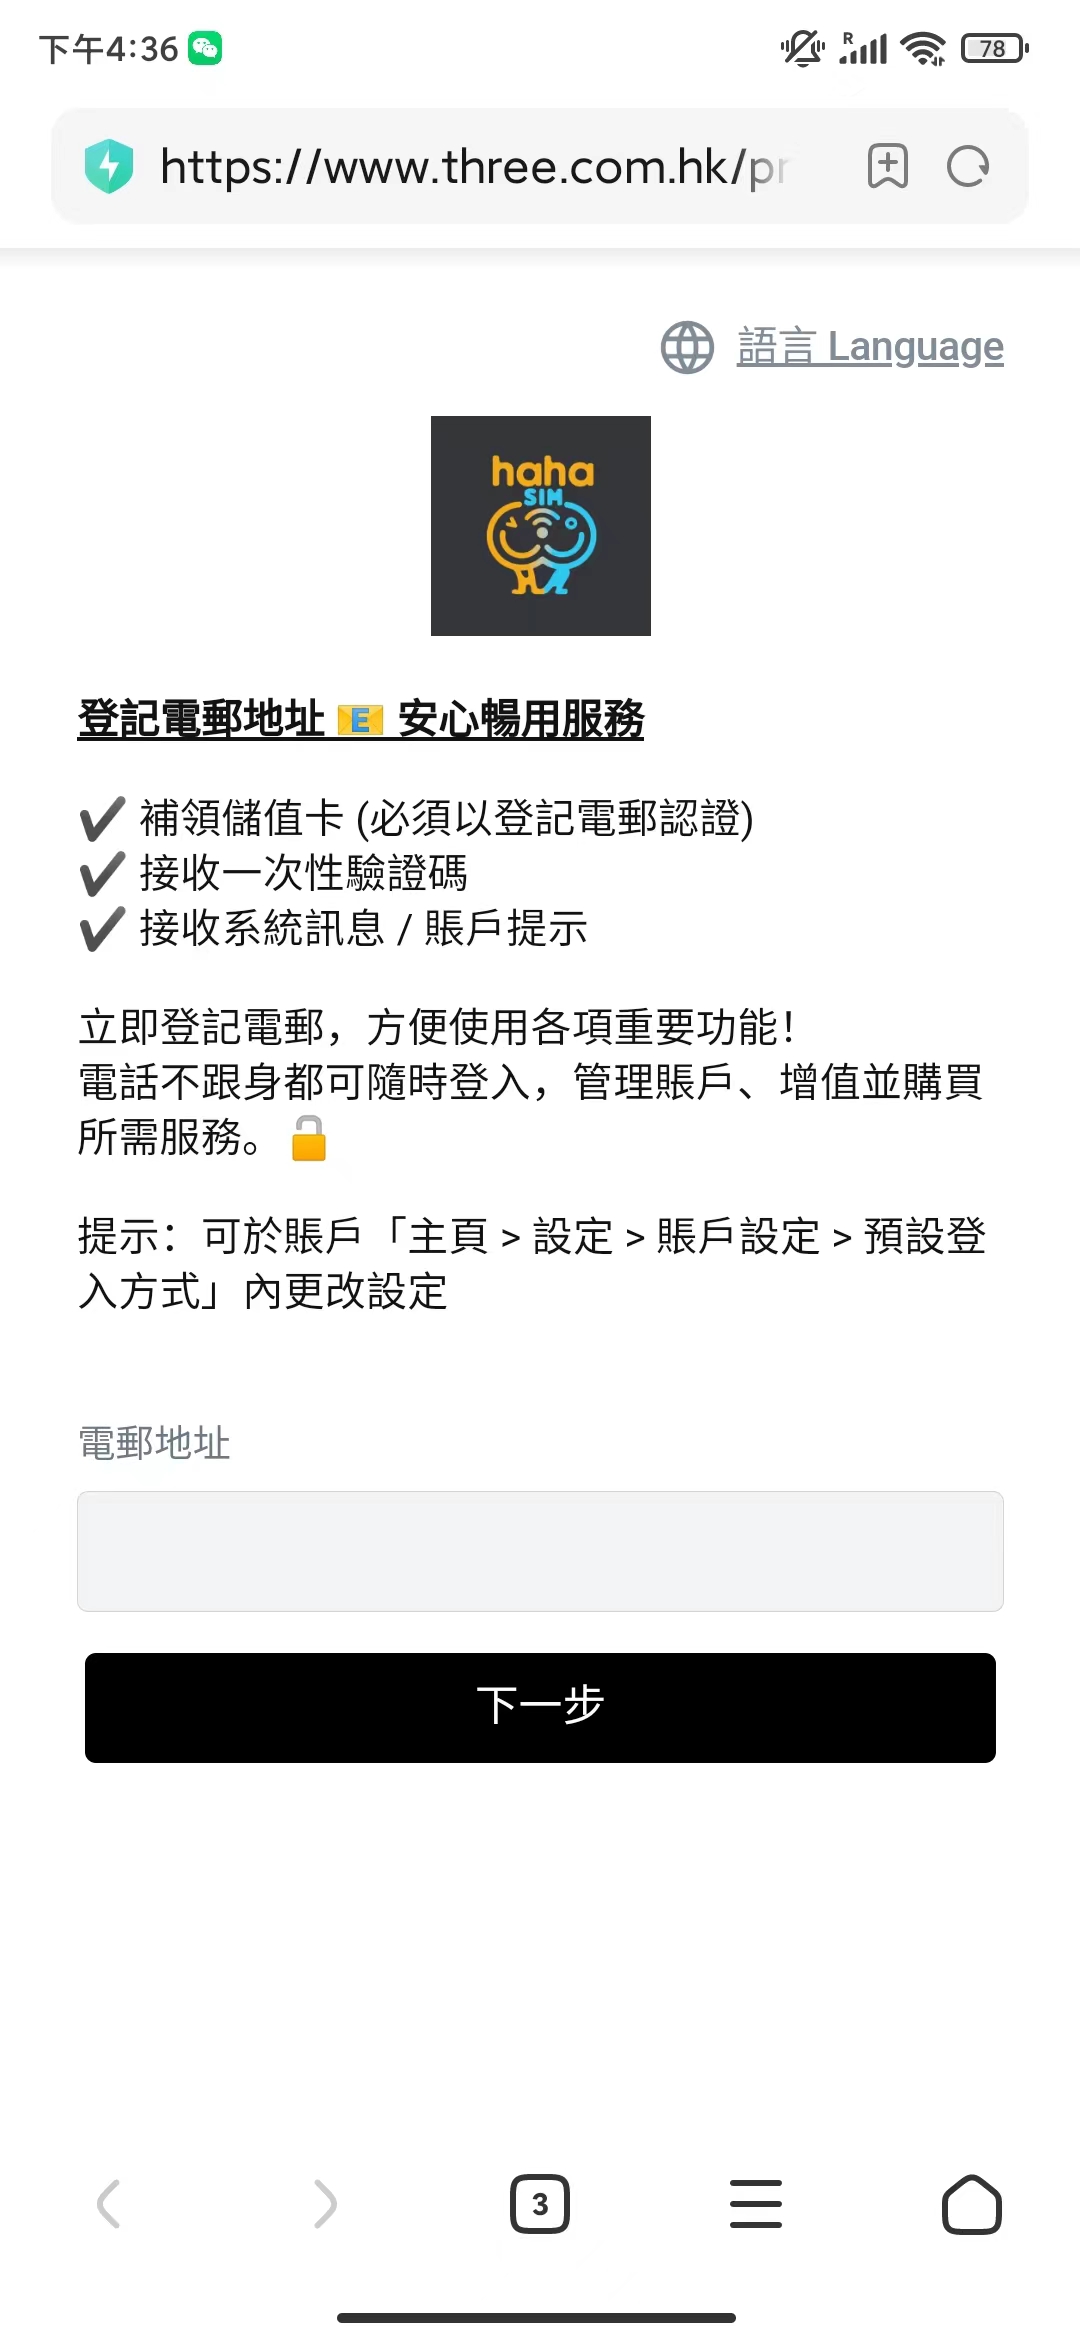 下午4:36
R
78
https://www.three.com.hk/pr
語言 Language
haha
SIM
登記電郵地址 📧 安心暢用服務
✔ 補領儲值卡 (必須以登記電郵認證)
✔ 接收一次性驗證碼
✔ 接收系統訊息 / 賬戶提示
立即登記電郵，方便使用各項重要功能！
電話不跟身都可隨時登入，管理賬戶、增值並購買
所需服務。🔓
提示：可於賬戶「主頁 > 設定 > 賬戶設定 > 預設登
入方式」內更改設定
電郵地址
下一步
3